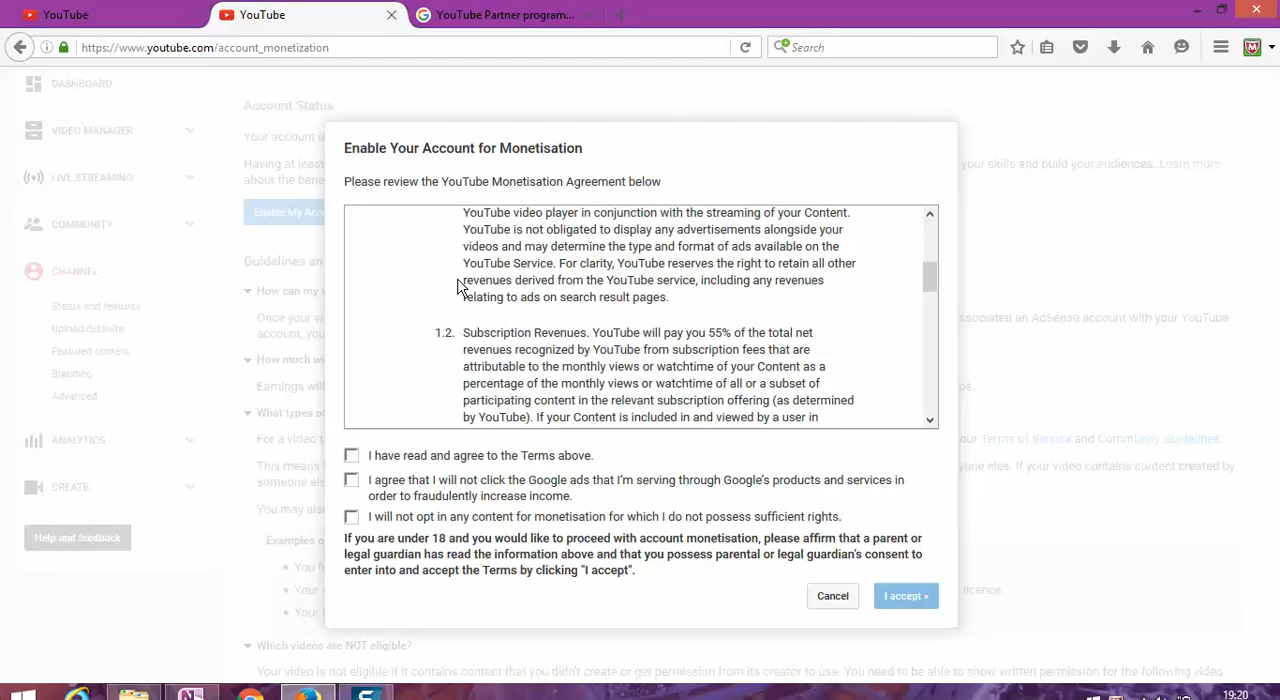 YouTube
YouTube
YouTube Partner program...
https://www.youtube.com/account_monetization
Search
DASHBOARD
VIDEO MANAGER
LIVE STREAMING
COMMUNITY
CHANNEL
Status and features
Upload defaults
Featured content
Branding
Advanced
ANALYTICS
CREATE
Help and feedback
Account Status
Your account i
Having at least
about the bene
your skills and build your audiences. Learn more
Enable My Acc
Guidelines an
How can my v
Once your vi
account, you
ssociated an AdSense account with your YouTube
How much wi
Earnings wil
os.
What types of
For a video t
our Terms of Service and Community Guidelines.
This means
someone else
yone else. If your video contains content created by
You may also
Examples o
You f
Your
licence.
Your
Which videos are NOT eligible?
Your video is not eligible if it contains content that you didn't create or get permission from its creator to use. You need to be able to show written permission for the following video
Enable Your Account for Monetisation
Please review the YouTube Monetisation Agreement below
YouTube video player in conjunction with the streaming of your Content.
YouTube is not obligated to display any advertisements alongside your
videos and may determine the type and format of ads available on the
YouTube Service. For clarity, YouTube reserves the right to retain all other
revenues derived from the YouTube service, including any revenues
relating to ads on search result pages.
1.2. Subscription Revenues. YouTube will pay you 55% of the total net
revenues recognized by YouTube from subscription fees that are
attributable to the monthly views or watchtime of your Content as a
percentage of the monthly views or watchtime of all or a subset of
participating content in the relevant subscription offering (as determined
by YouTube). If your Content is included in and viewed by a user in
I have read and agree to the Terms above.
I agree that I will not click the Google ads that I'm serving through Google's products and services in
order to fraudulently increase income.
I will not opt in any content for monetisation for which I do not possess sufficient rights.
If you are under 18 and you would like to proceed with account monetisation, please affirm that a parent or
legal guardian has read the information above and that you possess parental or legal guardian's consent to
enter into and accept the Terms by clicking "I accept".
Cancel
I accept »
19:20